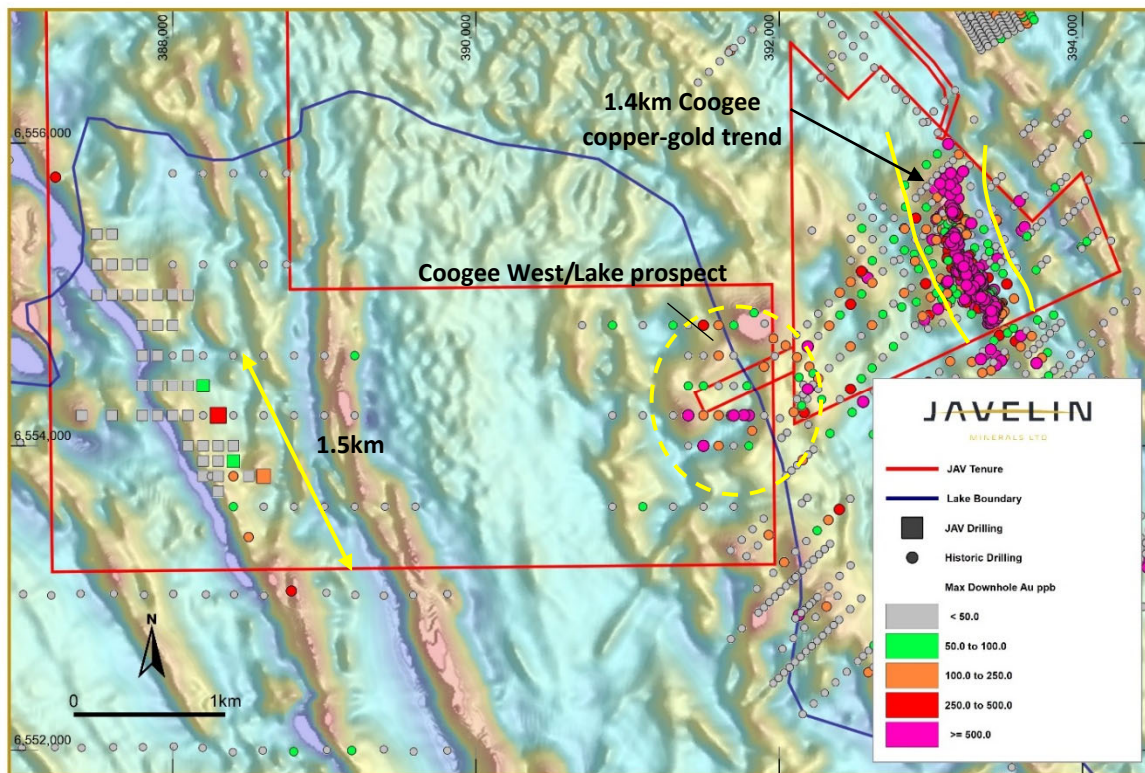 388,000
390,000
392,000
394,000
1.4km Coogee
copper-gold trend
6,556,000
Coogee West/Lake prospect
6,554,000
1.5km
N
0 1km
6,552,000
JAVELIN
MINERALS LTD
JAV Tenure
Lake Boundary
JAV Drilling
Historic Drilling
Max Downhole Au ppb
< 50.0
50.0 to 100.0
100.0 to 250.0
250.0 to 500.0
>= 500.0